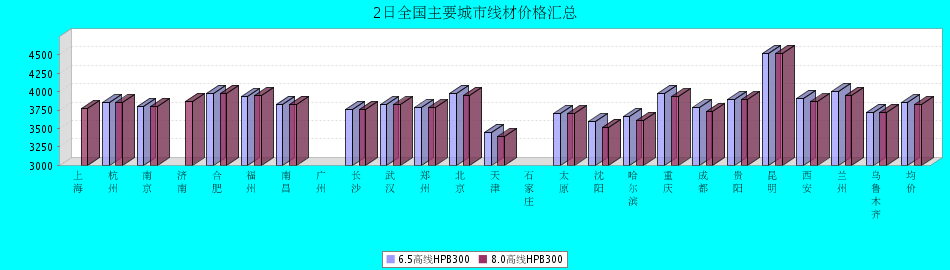 2日全国主要城市线材价格汇总
4500
4250
4000
3750
3500
3250
3000
上海
杭州
南京
济南
合肥
福州
南昌
广州
长沙
武汉
郑州
北京
天津
石家庄
太原
沈阳
哈尔滨
重庆
成都
贵阳
昆明
西安
兰州
乌鲁木齐
均价
6.5高线HPB300
8.0高线HPB300